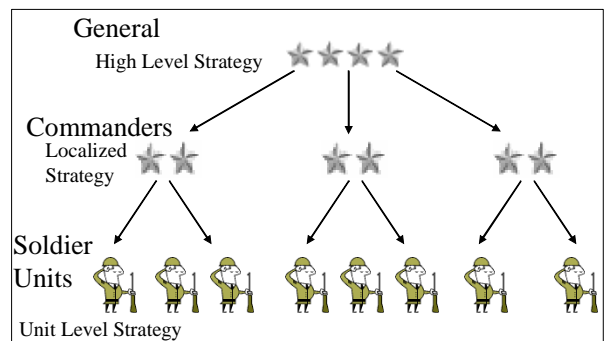 General
High Level Strategy
Commanders
Localized
Strategy
Soldier
Units
Unit Level Strategy